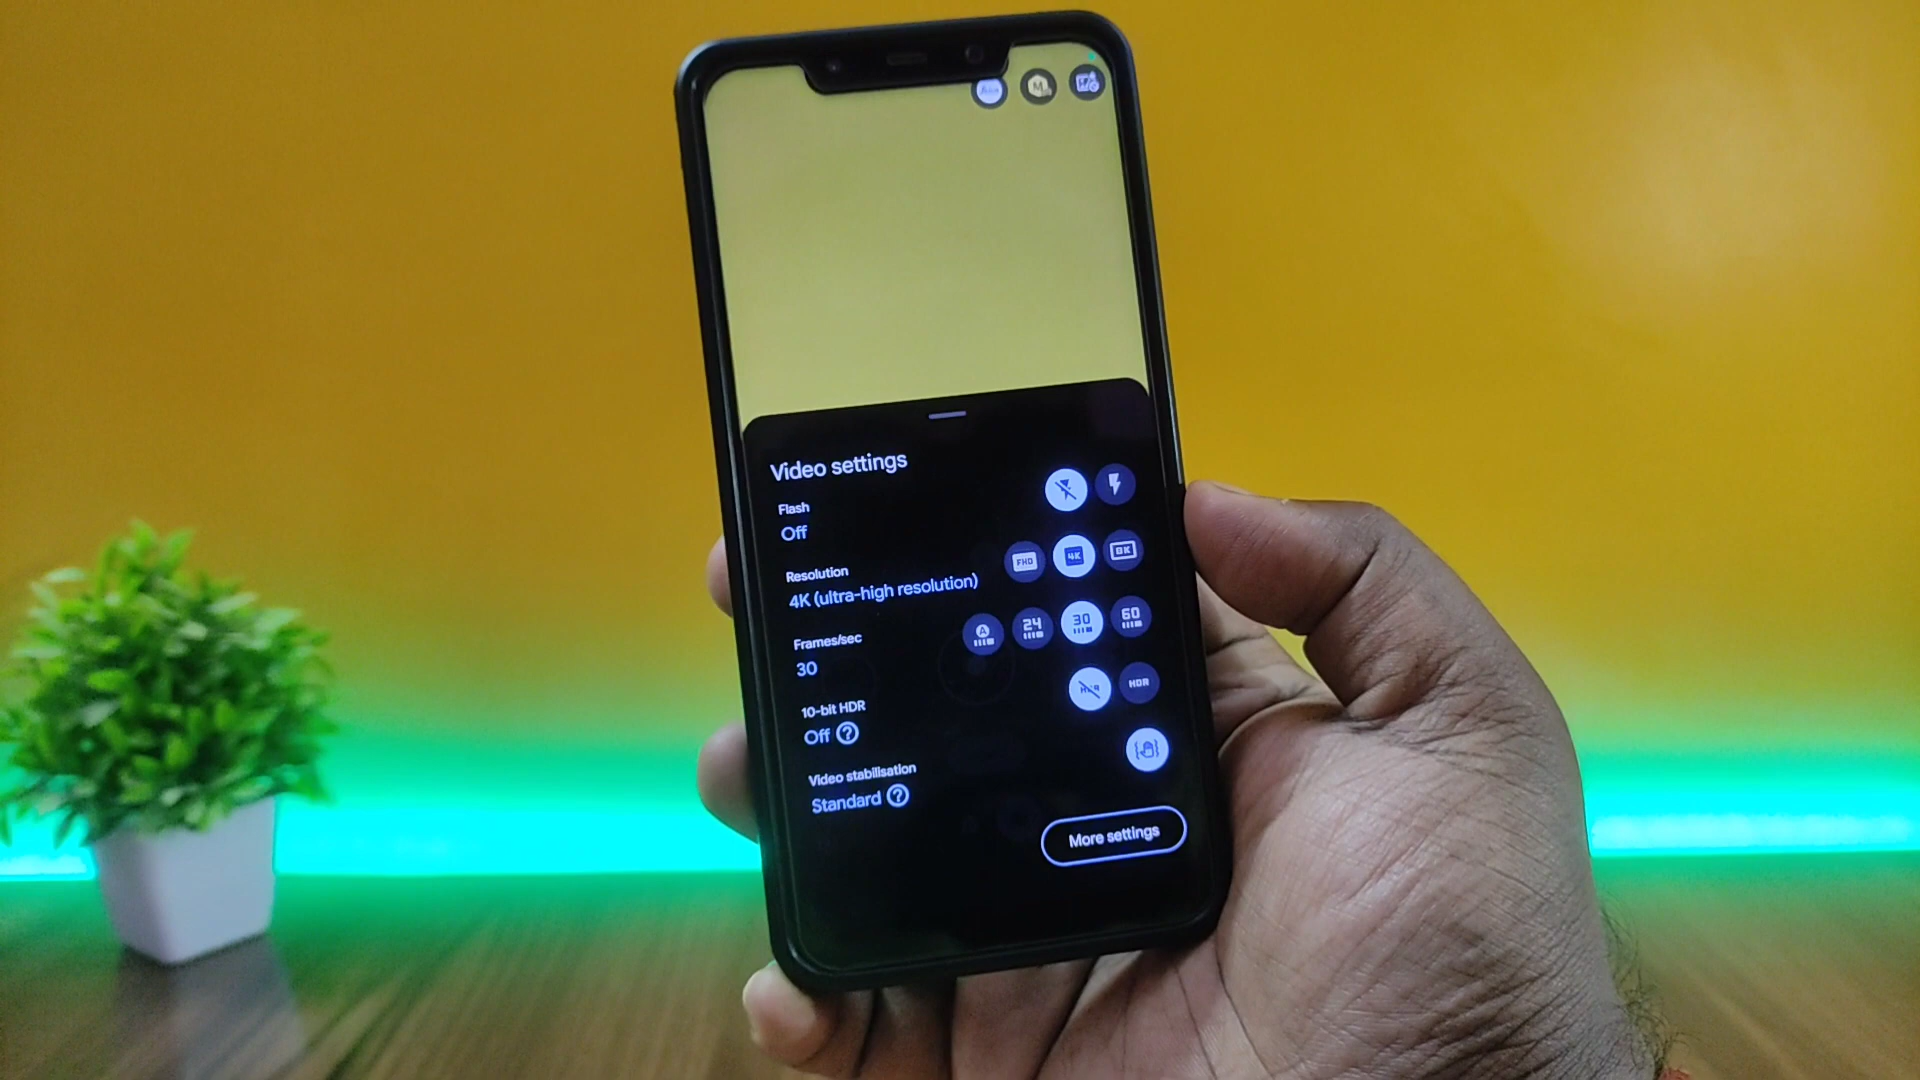 M
Video settings
Flash
Off
Resolution
4K (ultra-high resolution)
FHD 4K 8K
Frames/sec
30
A 24 30 60
10-bit HDR
Off ?
HDR HDR
Video stabilisation
Standard ?
More settings